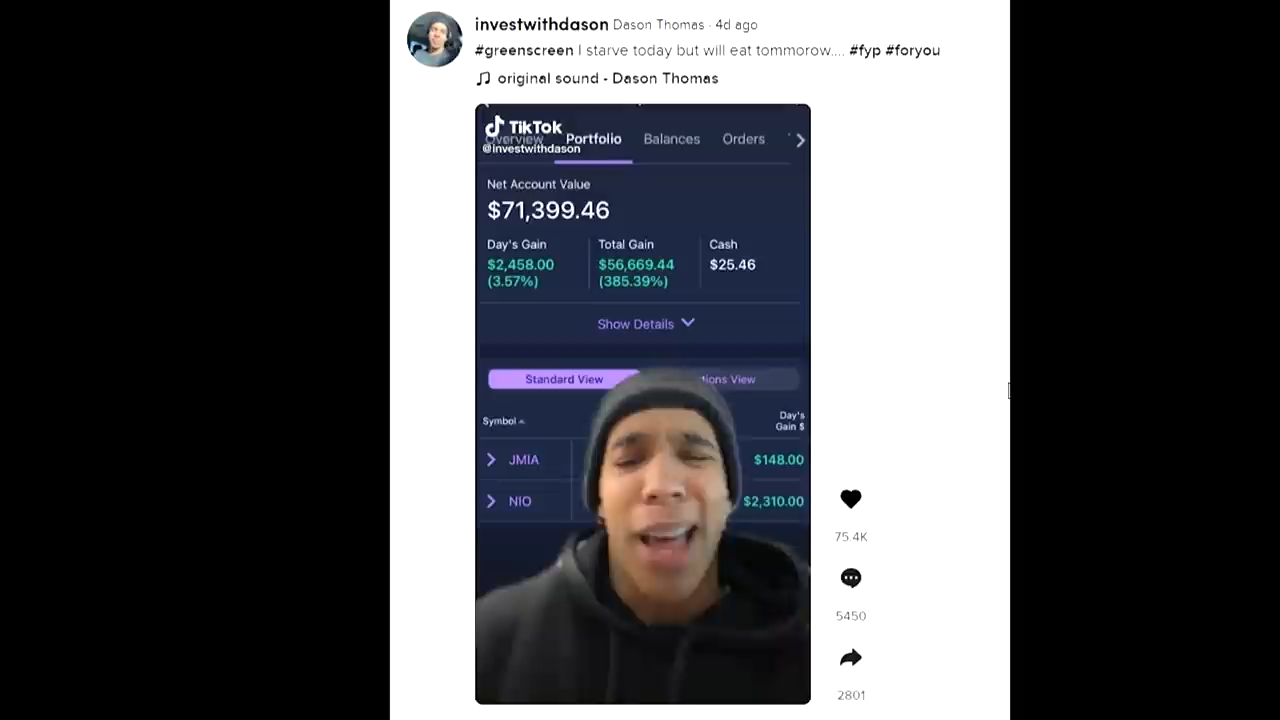 investwithdason Dason Thomas · 4d ago
#greenscreen I starve today but will eat tommorow.... #fyp #foryou
original sound - Dason Thomas
TikTok
Overview Portfolio Balances Orders
@investwithdason
Net Account Value
$71,399.46
Day's Gain Total Gain Cash
$2,458.00 $56,669.44 $25.46
(3.57%) (385.39%)
Show Details
Standard View tions View
Symbol Day's
Gain $
JMIA $148.00
NIO $2,310.00
75.4K
5450
2801